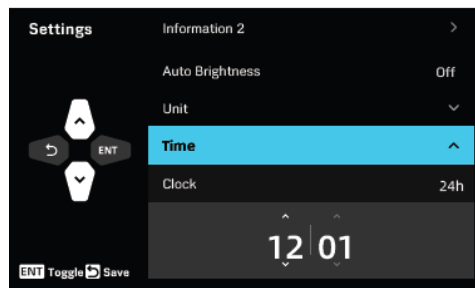 Settings
Information 2
Auto Brightness Off
Unit
ENT
Time
Clock 24h
12 01
ENT Toggle Save